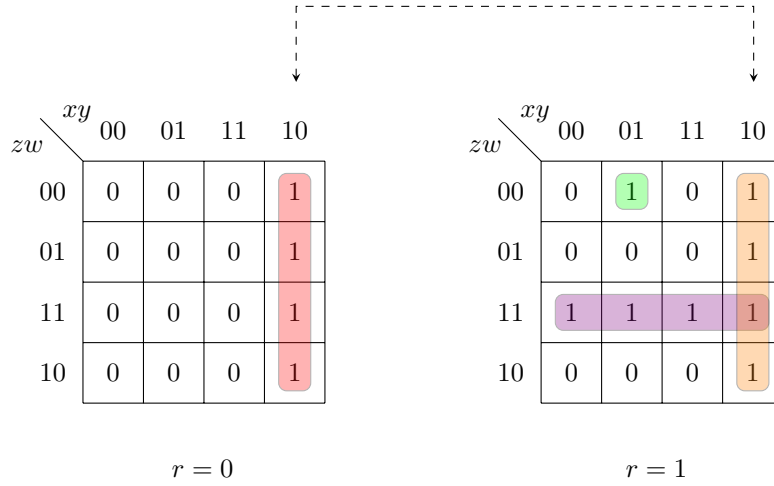 xy xy
00 01 11 10 00 01 11 10
zw zw
00 0 0 0 1 00 0 1 0 1
01 0 0 0 1 01 0 0 0 1
11 0 0 0 1 11 1 1 1 1
10 0 0 0 1 10 0 0 0 1
r = 0 r = 1